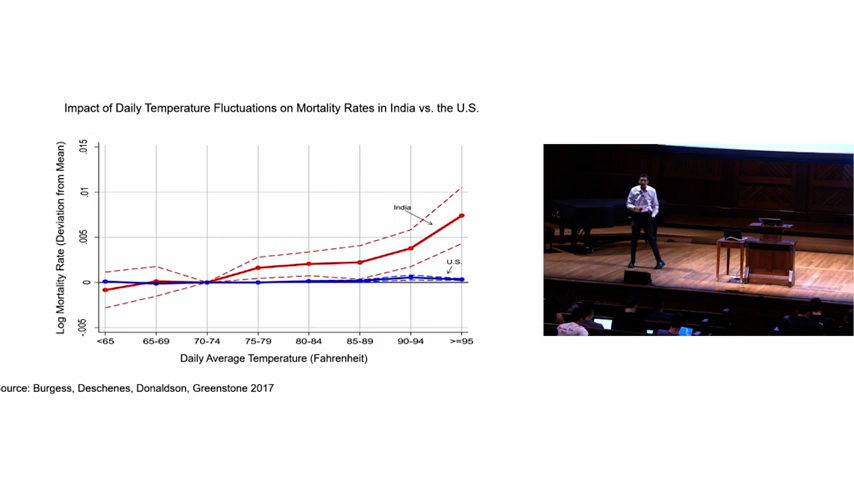 Impact of Daily Temperature Fluctuations on Mortality Rates in India vs. the U.S.
Log Mortality Rate (Deviation from Mean)
.015
.01
.005
0
-.005
India
U.S.
<65
65-69
70-74
75-79
80-84
85-89
90-94
>=95
Daily Average Temperature (Fahrenheit)
ource: Burgess, Deschenes, Donaldson, Greenstone 2017